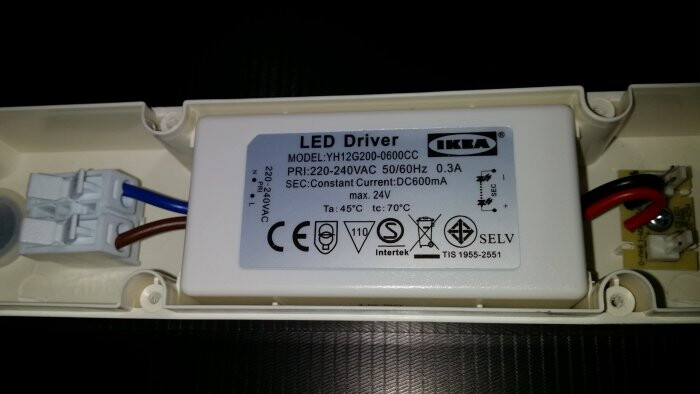 LED Driver
IKEA®
MODEL:YH12G200-0600CC
PRI:220-240VAC 50/60Hz 0.3A
SEC:Constant Current:DC600mA
max. 24V
Ta: 45°C tc: 70°C
220-240VAC
PRI
N
L
SEC
-
+
CE
110
S
Intertek
TIS 1955-2551
SELV